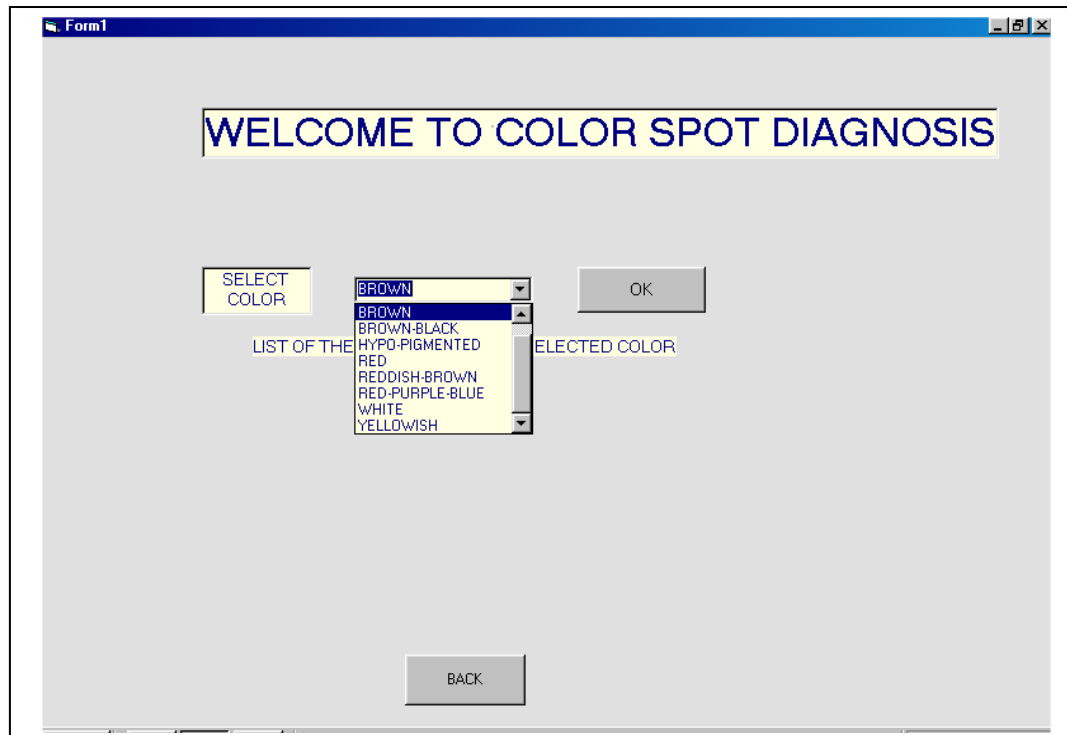 Form1
WELCOME TO COLOR SPOT DIAGNOSIS
SELECT
COLOR
BROWN
OK
BROWN
BROWN-BLACK
HYPO-PIGMENTED
RED
REDDISH-BROWN
RED-PURPLE-BLUE
WHITE
YELLOWISH
LIST OF THE ELECTED COLOR
BACK